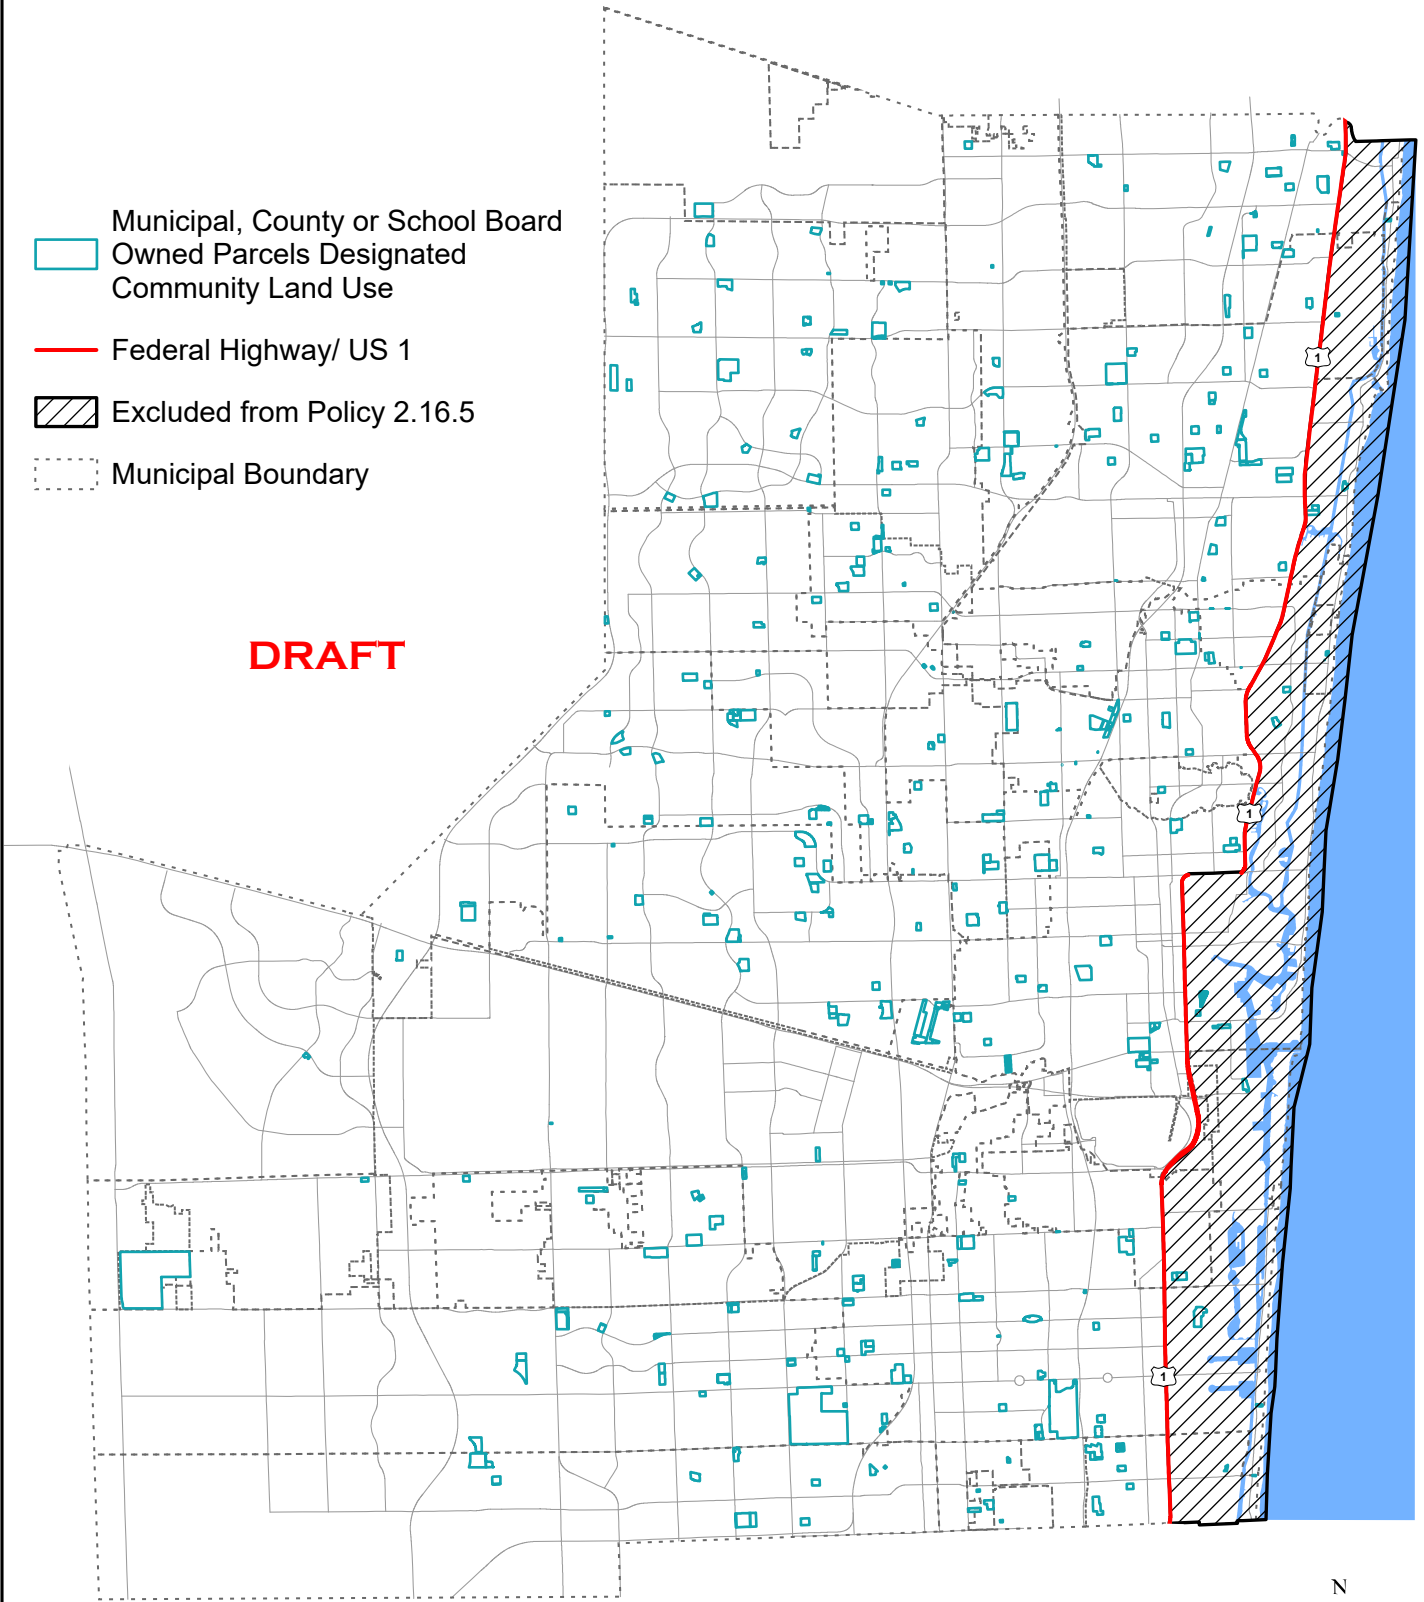 Municipal, County or School Board
Owned Parcels Designated
Community Land Use
Federal Highway/ US 1
Excluded from Policy 2.16.5
Municipal Boundary
DRAFT
1
1
1
N